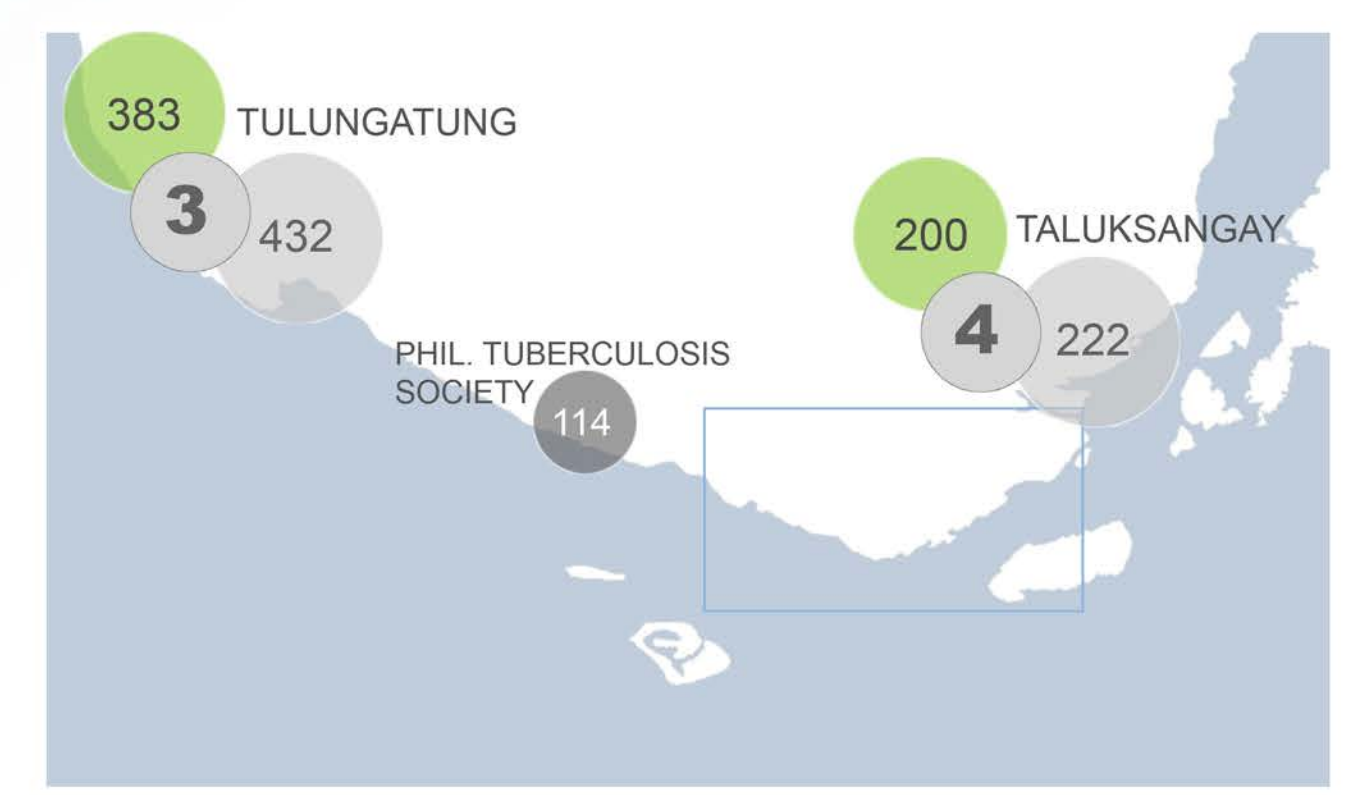 383
TULUNGATUNG
3
432
200
TALUKSANGAY
4
222
PHIL. TUBERCULOSIS
SOCIETY
114